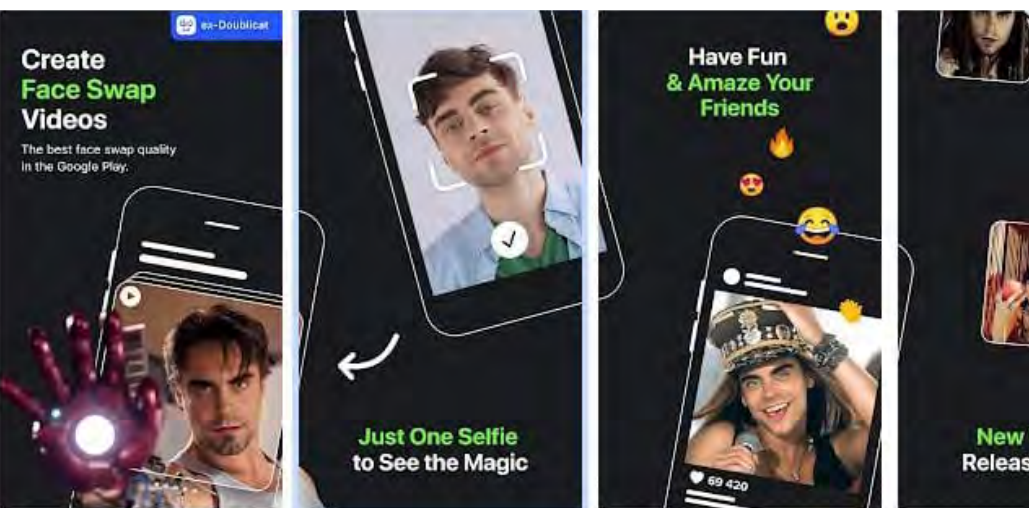 ex-Doublicat
Create
Face Swap
Videos
The best face swap quality
in the Google Play.
Just One Selfie
to See the Magic
Have Fun
& Amaze Your
Friends
69 420
New
Releas